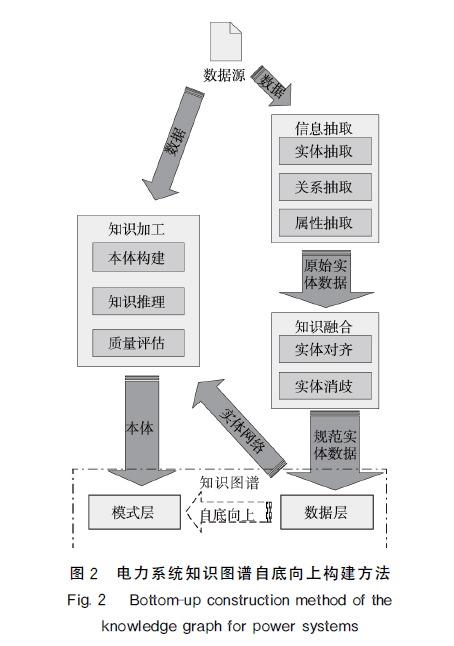 数据源
数据
数据
信息抽取
实体抽取
关系抽取
属性抽取
知识加工
本体构建
知识推理
质量评估
原始实
体数据
知识融合
实体对齐
实体消歧
本体
实体网络
规范实
体数据
知识图谱
模式层
自底向上
数据层
图2 电力系统知识图谱自底向上构建方法
Fig. 2 Bottom-up construction method of the
knowledge graph for power systems